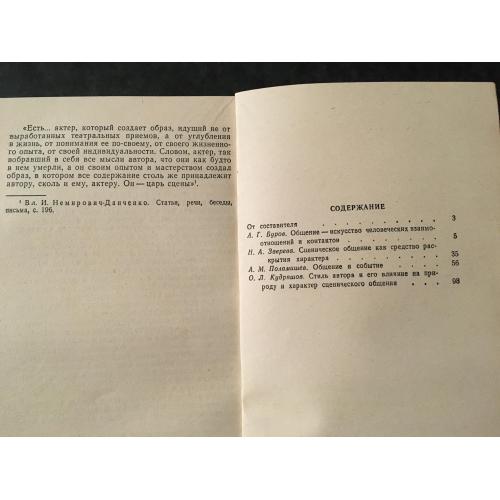 «Есть... актер, который создает образ, идущий не от
выработанных театральных приемов, а от углубления
в жизнь, от понимания ее по-своему, от своего жизненно-
го опыта, от своей индивидуальности. Словом, актер, так
вобравший в себя все мысли автора, что они как будто
в нем умерли, а он своим опытом и мастерством создал
образ, в котором все содержание столь же принадлежит
автору, сколь и ему, актеру. Он — царь сцены»¹.
¹ Вл. И. Немирович-Данченко. Статьи, речи, беседы,
письма, с. 196.
СОДЕРЖАНИЕ
От составителя . . . . . . . . 3
А. Г. Буров. Общение — искусство человеческих взаимо-
отношений и контактов . . . . . . . 5
Н. А. Зверева. Сценическое общение как средство рас-
крытия характера . . . . . . . . 35
А. М. Поламишев. Общение и событие . . . . . 56
О. Л. Кудряшов. Стиль автора и его влияние на при-
роду и характер сценического общения . . . 98